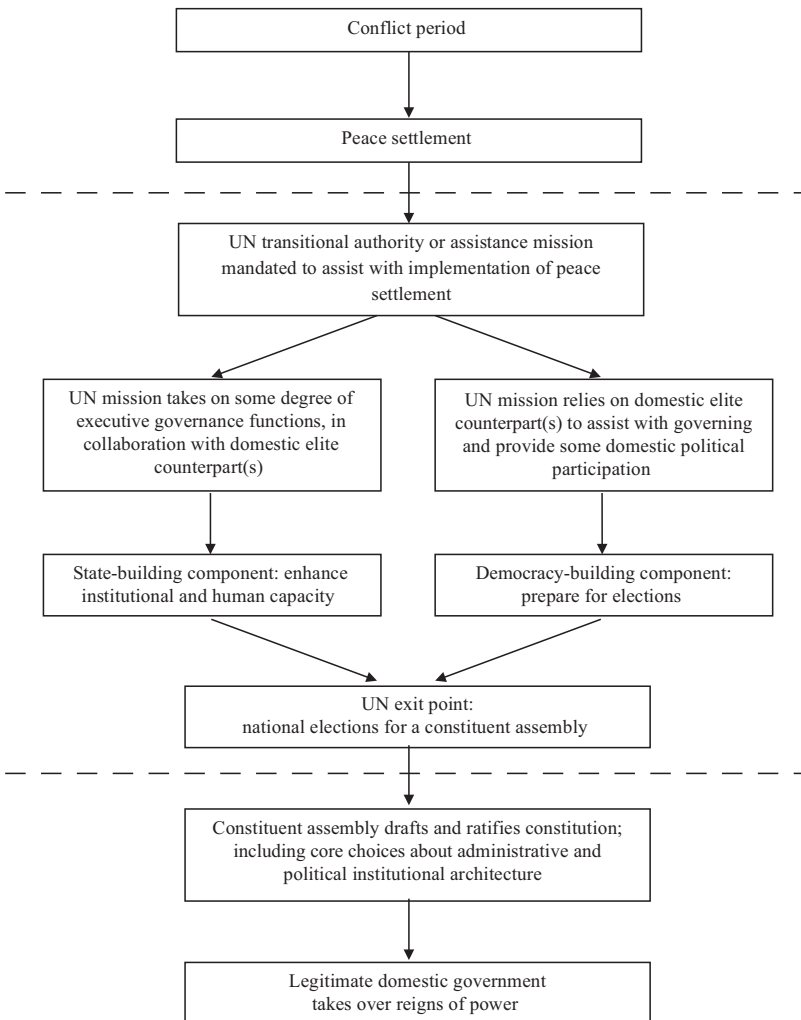 Conflict period
Peace settlement
UN transitional authority or assistance mission
mandated to assist with implementation of peace
settlement
UN mission takes on some degree of
executive governance functions, in
collaboration with domestic elite
counterpart(s)
UN mission relies on domestic elite
counterpart(s) to assist with governing
and provide some domestic political
participation
State-building component: enhance
institutional and human capacity
Democracy-building component:
prepare for elections
UN exit point:
national elections for a constituent assembly
Constituent assembly drafts and ratifies constitution;
including core choices about administrative and
political institutional architecture
Legitimate domestic government
takes over reigns of power